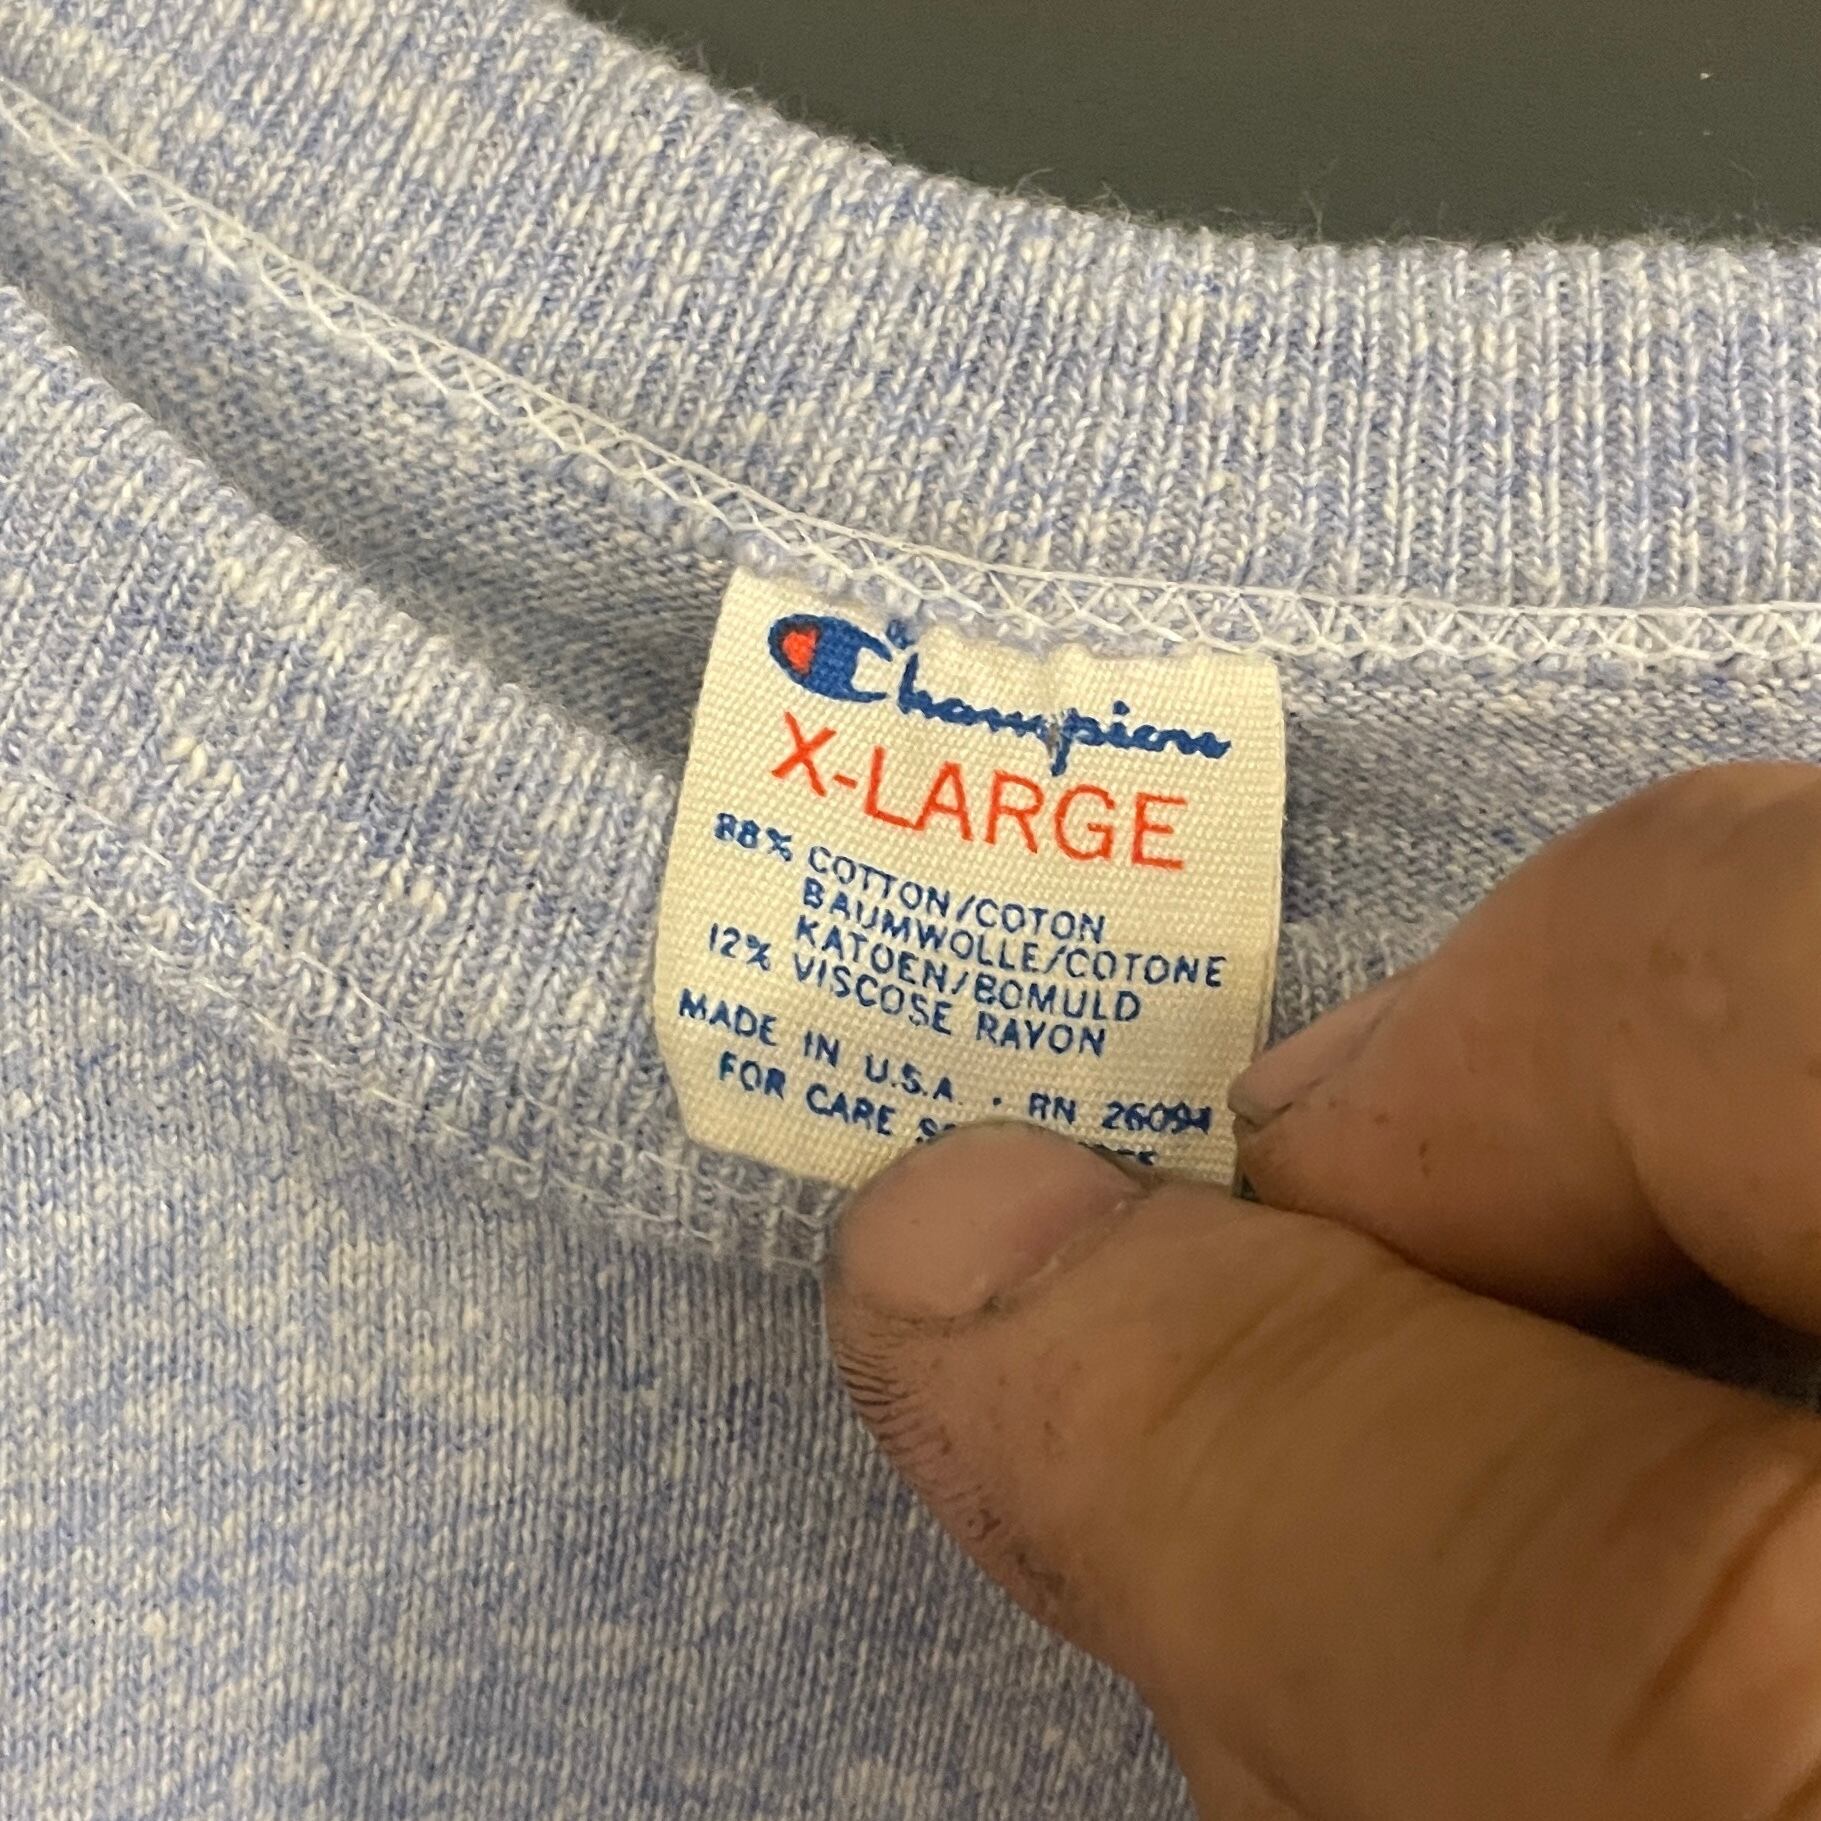 Champion
X-LARGE
88% COTTON/COTON
BAUMWOLLE/COTONE
KATOEN/BOMULD
12% VISCOSE RAYON
MADE IN U.S.A. • RN 26094
FOR CARE